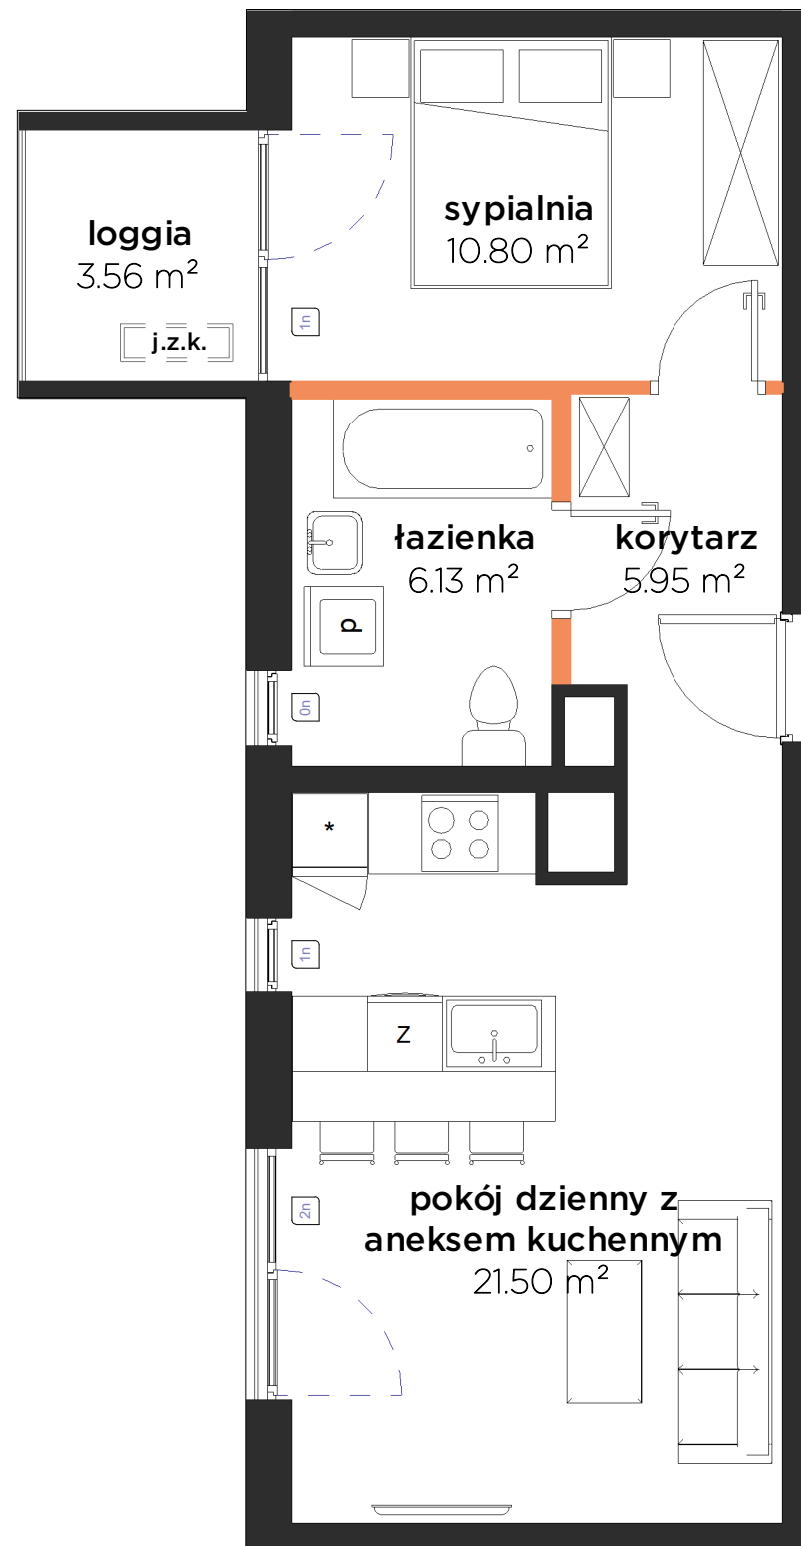 sypialnia
10.80 m²
loggia
3.56 m²
j.z.k.
1n
łazienka
6.13 m²
korytarz
5.95 m²
p
0n
*
1n
Z
2n
pokój dzienny z
aneksem kuchennym
21.50 m²